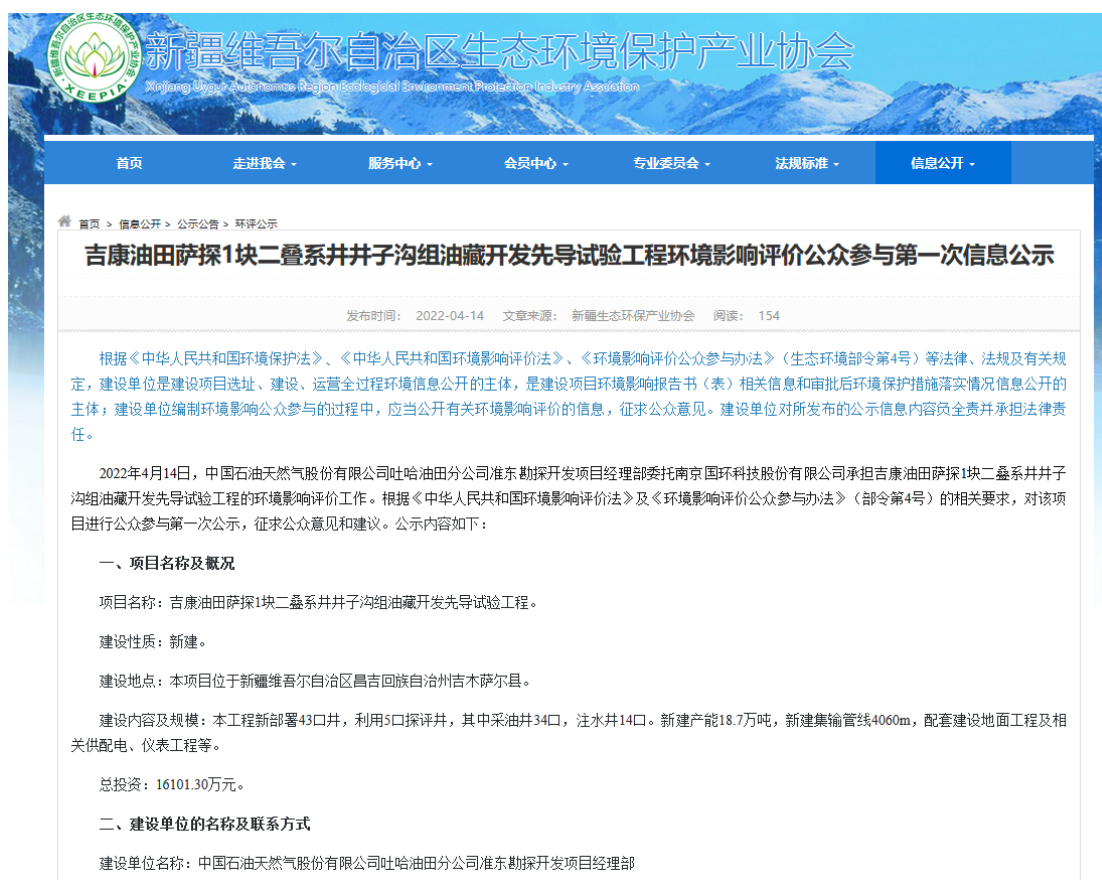 新疆维吾尔自治区生态环境保护产业协会
Xinjiang Uygur Autonomous Region Ecological Environment Protection Industry Association
XEEPIA
首页 走进我会 服务中心 会员中心 专业委员会 法规标准 信息公开
首页 > 信息公开 > 公示公告 > 环评公示
吉康油田萨探1块二叠系井井子沟组油藏开发先导试验工程环境影响评价公众参与第一次信息公示
发布时间： 2022-04-14 文章来源： 新疆生态环保产业协会 阅读： 154
根据《中华人民共和国环境保护法》、《中华人民共和国环境影响评价法》、《环境影响评价公众参与办法》（生态环境部令第4号）等法律、法规及有关规
定，建设单位是建设项目选址、建设、运营全过程环境信息公开的主体，是建设项目环境影响报告书（表）相关信息和审批后环境保护措施落实情况信息公开的
主体；建设单位编制环境影响公众参与的过程中，应当公开有关环境影响评价的信息，征求公众意见。建设单位对所发布的公示信息内容负全责并承担法律责
任。
2022年4月14日，中国石油天然气股份有限公司吐哈油田分公司准东勘探开发项目经理部委托南京国环科技股份有限公司承担吉康油田萨探1块二叠系井井子
沟组油藏开发先导试验工程的环境影响评价工作。根据《中华人民共和国环境影响评价法》及《环境影响评价公众参与办法》（部令第4号）的相关要求，对该项
目进行公众参与第一次公示，征求公众意见和建议。公示内容如下：
一、项目名称及概况
项目名称：吉康油田萨探1块二叠系井井子沟组油藏开发先导试验工程。
建设性质：新建。
建设地点：本项目位于新疆维吾尔自治区昌吉回族自治州吉木萨尔县。
建设内容及规模：本工程新部署43口井，利用5口探评井，其中采油井34口，注水井14口。新建产能18.7万吨，新建集输管线4060m，配套建设地面工程及相
关供配电、仪表工程等。
总投资：16101.30万元。
二、建设单位的名称及联系方式
建设单位名称：中国石油天然气股份有限公司吐哈油田分公司准东勘探开发项目经理部